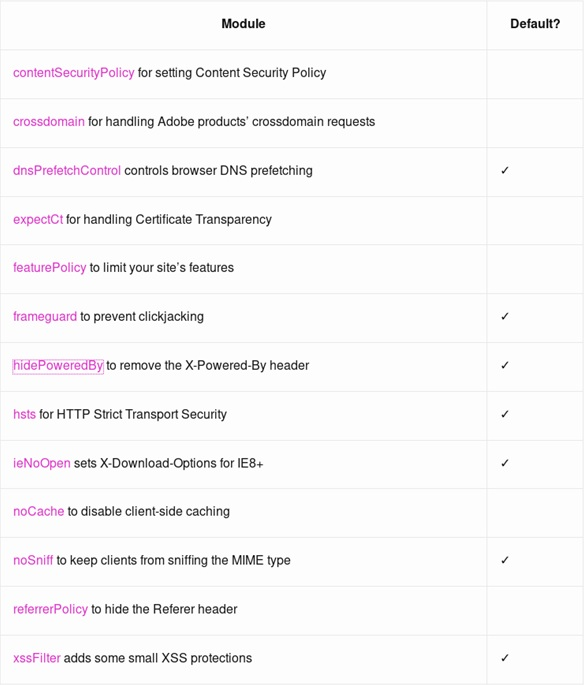 Module Default?
contentSecurityPolicy for setting Content Security Policy
crossdomain for handling Adobe products’ crossdomain requests
dnsPrefetchControl controls browser DNS prefetching ✓
expectCt for handling Certificate Transparency
featurePolicy to limit your site’s features
frameguard to prevent clickjacking ✓
hidePoweredBy to remove the X-Powered-By header ✓
hsts for HTTP Strict Transport Security ✓
ieNoOpen sets X-Download-Options for IE8+ ✓
noCache to disable client-side caching
noSniff to keep clients from sniffing the MIME type ✓
referrerPolicy to hide the Referer header
xssFilter adds some small XSS protections ✓